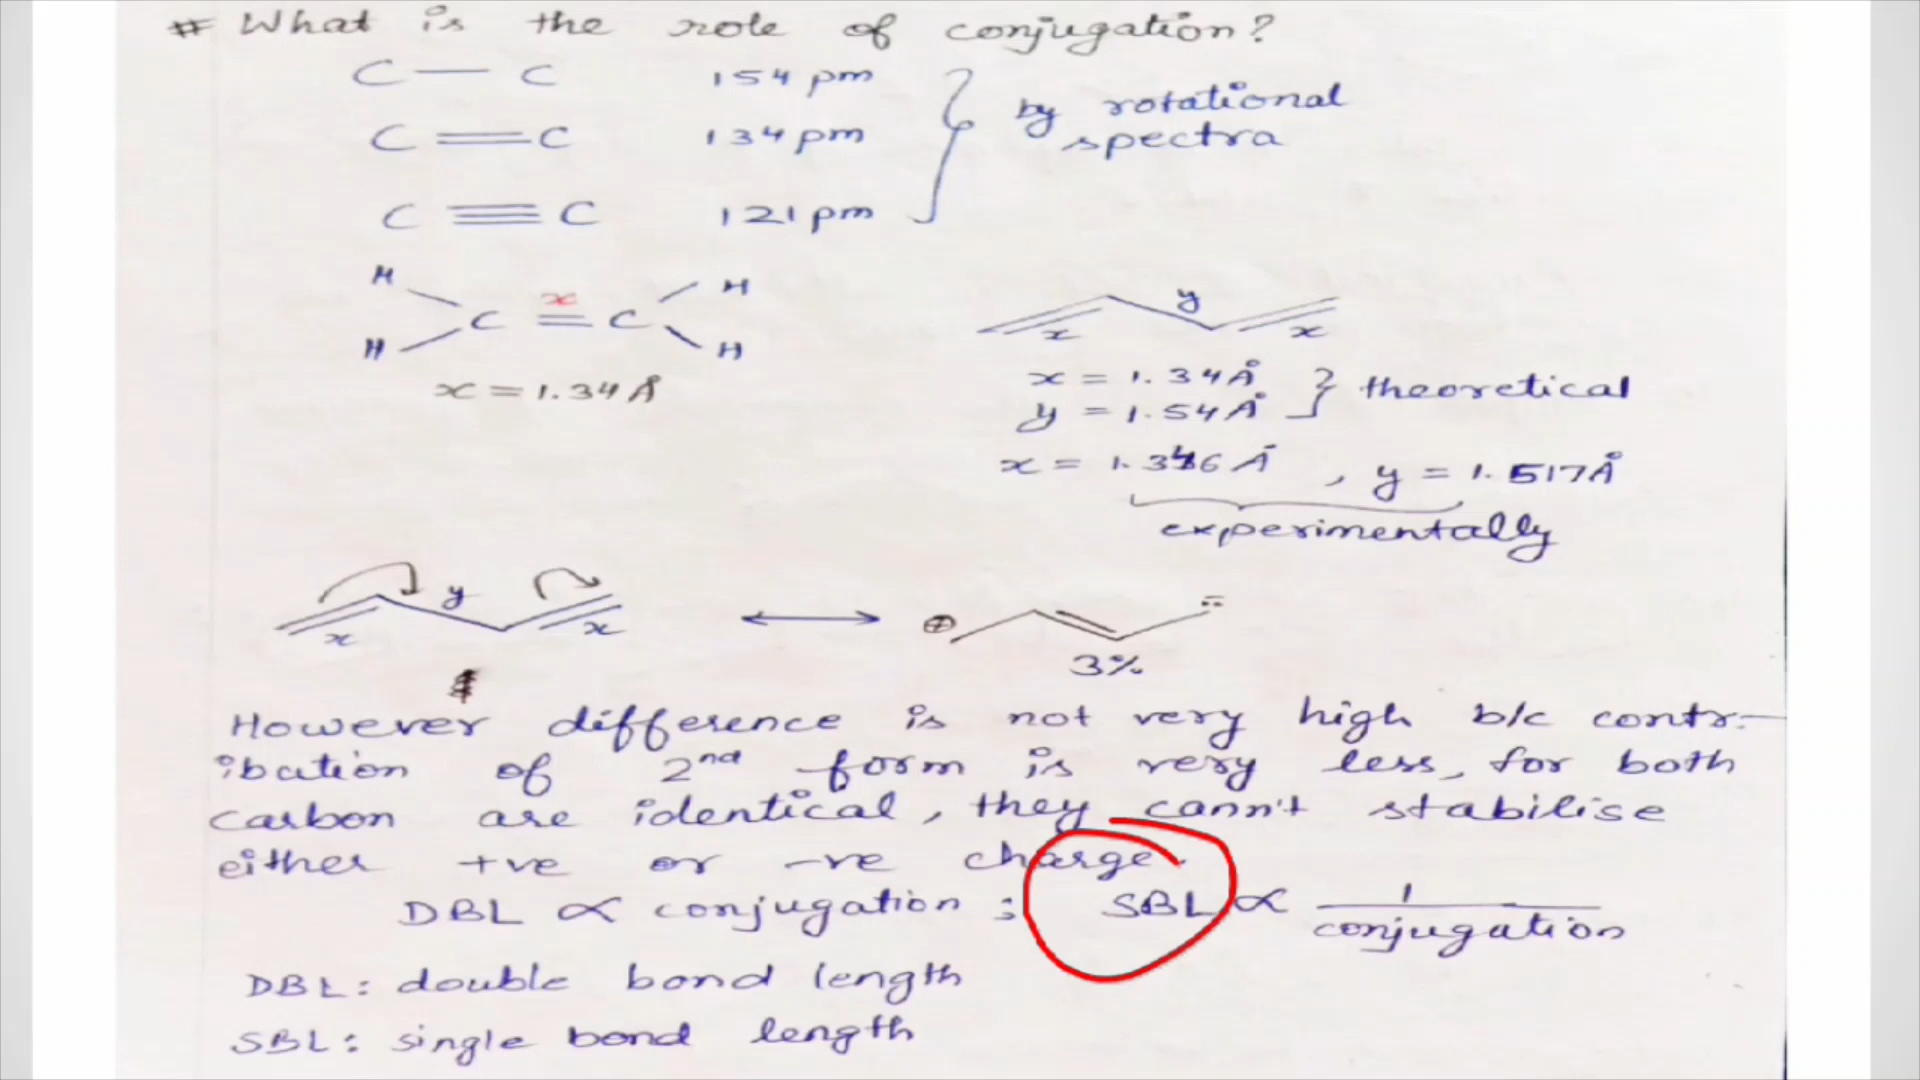 # What is the role of conjugation?
C — C 154 pm
C = C 134 pm
C ≡ C 121 pm
by rotational
spectra
H H
C x C
H H
x = 1.34 Å
y
x x
x = 1.34 Å
y = 1.54 Å
theoretical
, y = 1.517 Å
experimentally
y
x x
⊕
3%
However difference is not very high b/c contr-
ibution of 2nd form is very less, for both
carbon are identical, they cann't stabilise
either +ve or -ve charge.
DBL ∝ conjugation ; SBL ∝ 1
conjugation
DBL: double bond length
SBL: single bond length